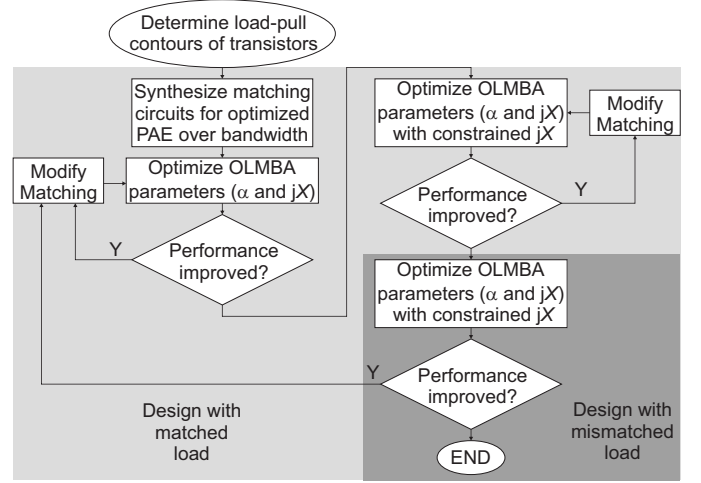 Determine load-pull
contours of transistors
Synthesize matching
circuits for optimized
PAE over bandwidth
Modify
Matching
Optimize OLMBA
parameters (α and jX)
Performance
improved?
Y
Optimize OLMBA
parameters (α and jX)
with constrained jX
Modify
Matching
Performance
improved?
Y
Optimize OLMBA
parameters (α and jX)
with constrained jX
Performance
improved?
Y
END
Design with
matched
load
Design with
mismatched
load